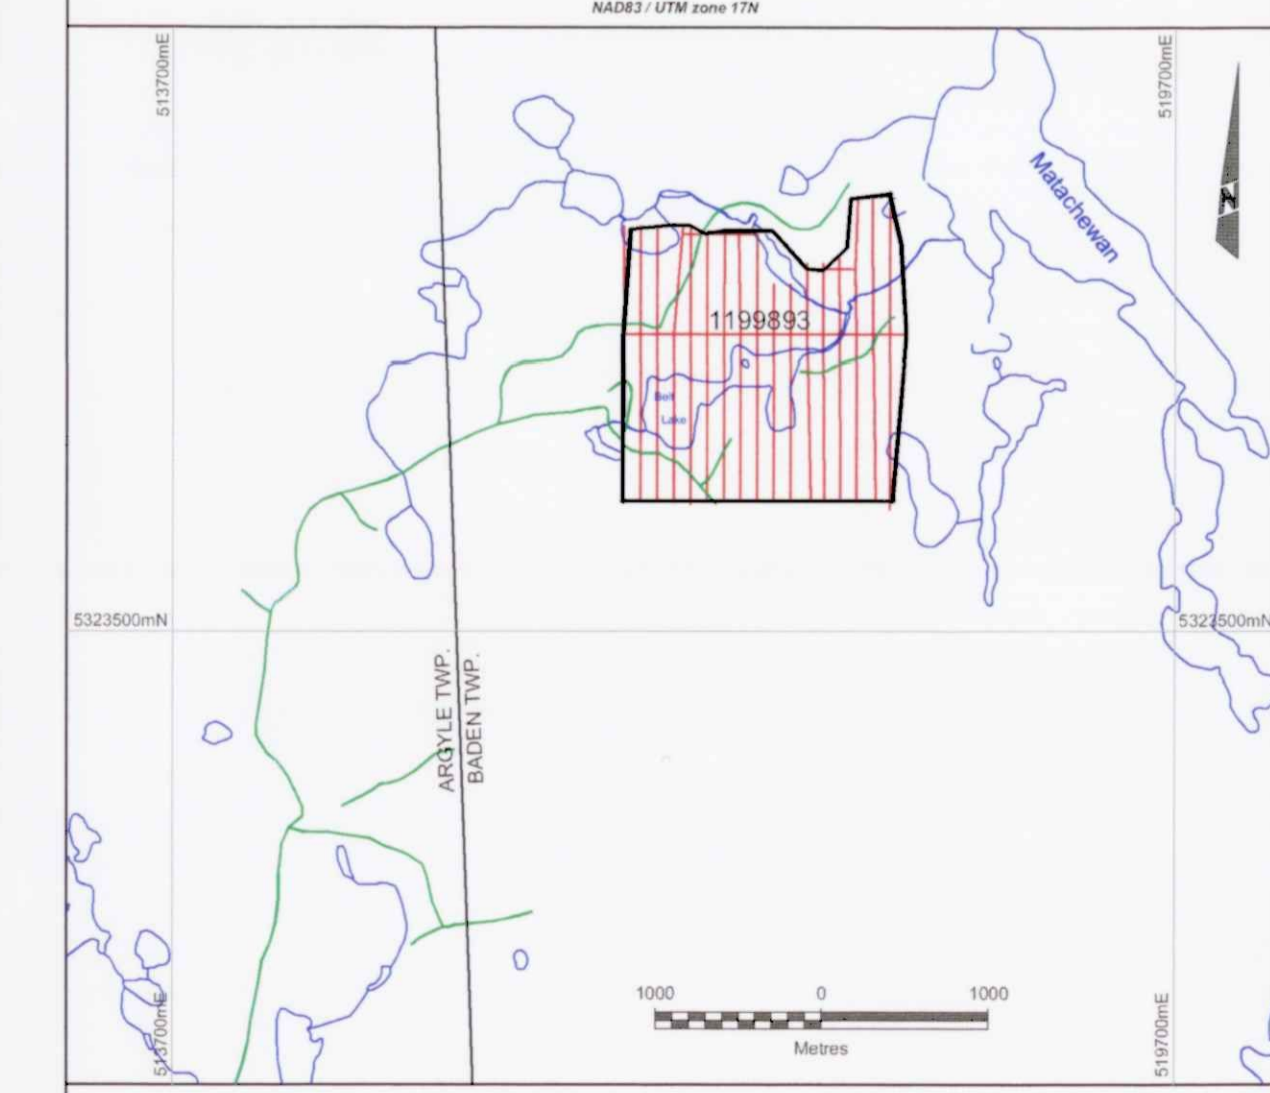 NAD83 / UTM zone 17N
513700mE
519700mE
Matachewan
N
1199893
Bell
Lake
5323500mN
5323500mN
ARGYLE TWP.
BADEN TWP.
1000 0 1000
Metres
513700mE
519700mE